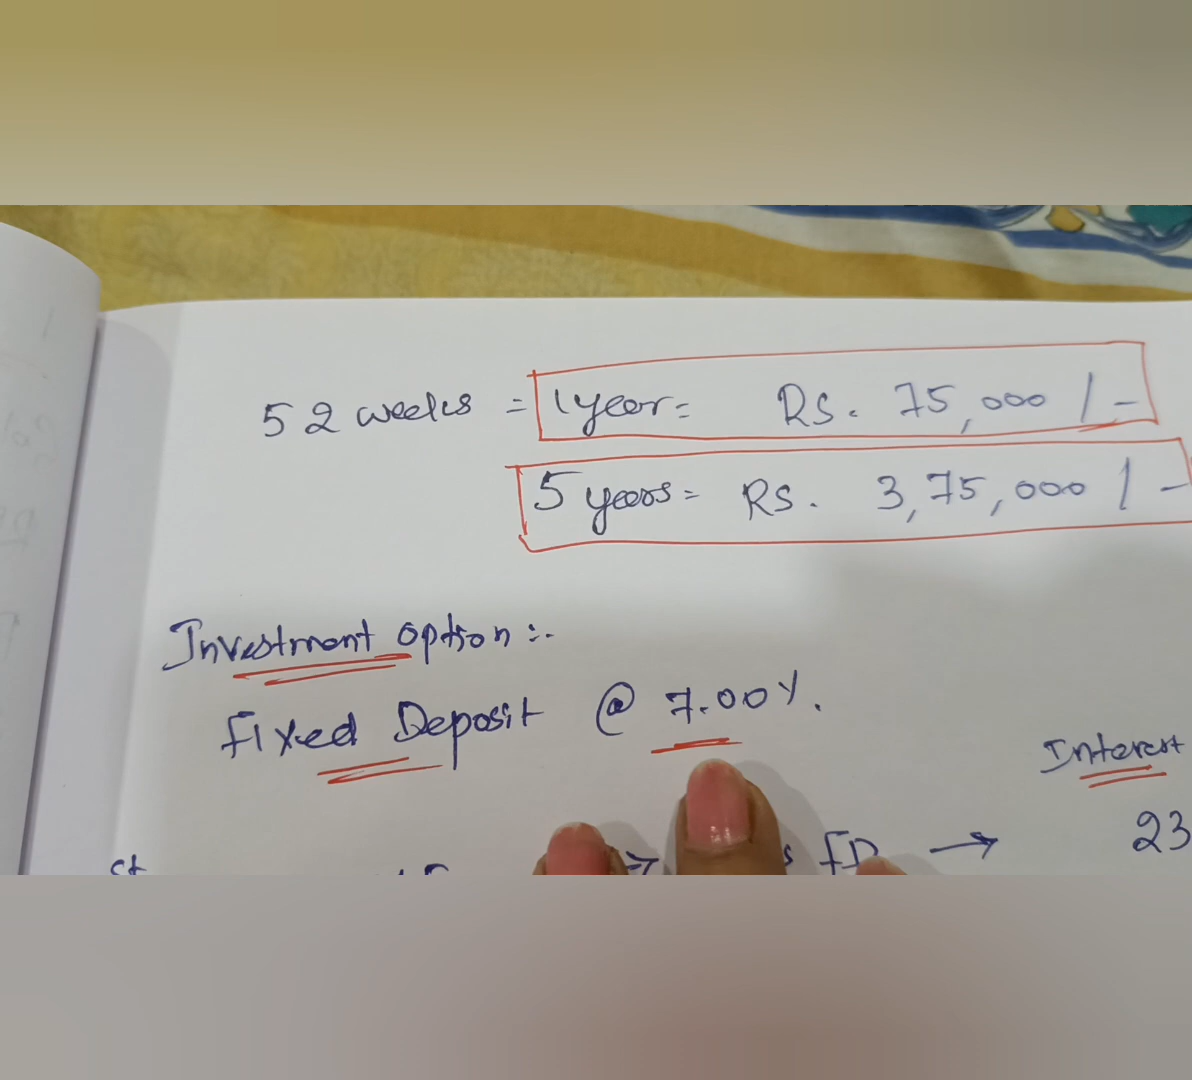 52 weeks = 1 year = Rs. 75,000/-
5 years = Rs. 3,75,000/-
Investment option :-
Fixed Deposit @ 7.00%.
Interest
FD → 23